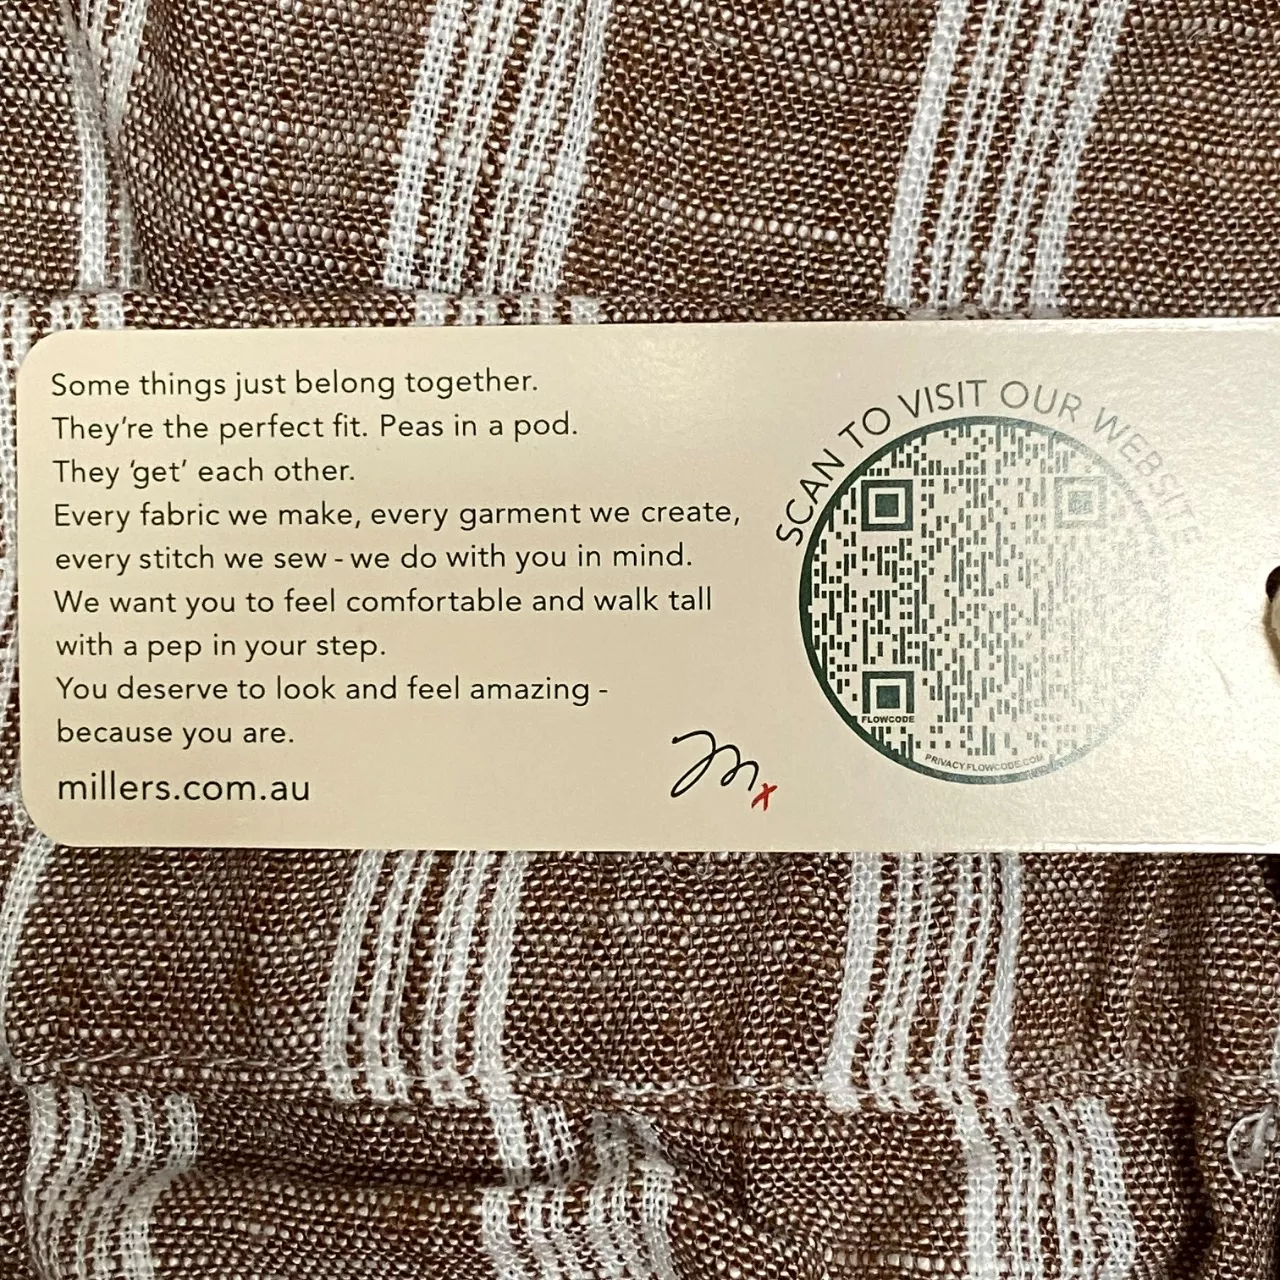 Some things just belong together.
They're the perfect fit. Peas in a pod.
They 'get' each other.
Every fabric we make, every garment we create,
every stitch we sew - we do with you in mind.
We want you to feel comfortable and walk tall
with a pep in your step.
You deserve to look and feel amazing -
because you are.
millers.com.au
mx
SCAN TO VISIT OUR WEBSITE
FLOWCODE
PRIVACY.FLOWCODE.COM